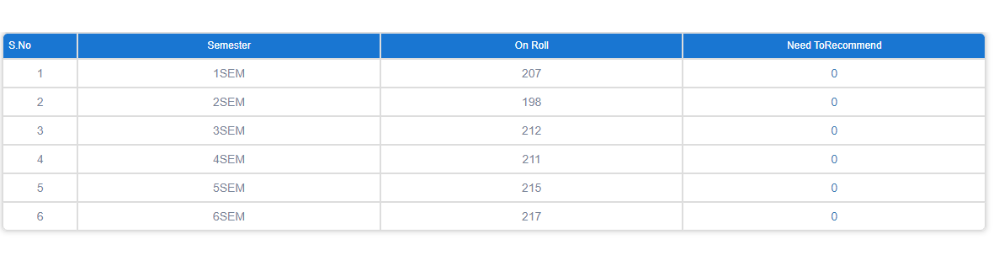 S.No Semester On Roll Need ToRecommend
1 1SEM 207 0
2 2SEM 198 0
3 3SEM 212 0
4 4SEM 211 0
5 5SEM 215 0
6 6SEM 217 0